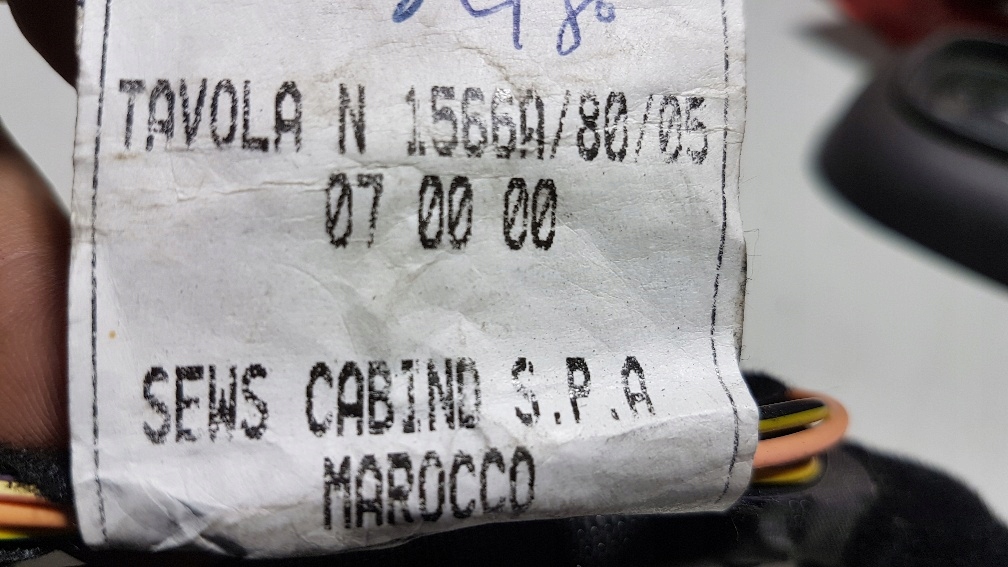 TAVOLA N 1566A/80/05
07 00 00
SEWS CABIND S.P.A
MAROCCO